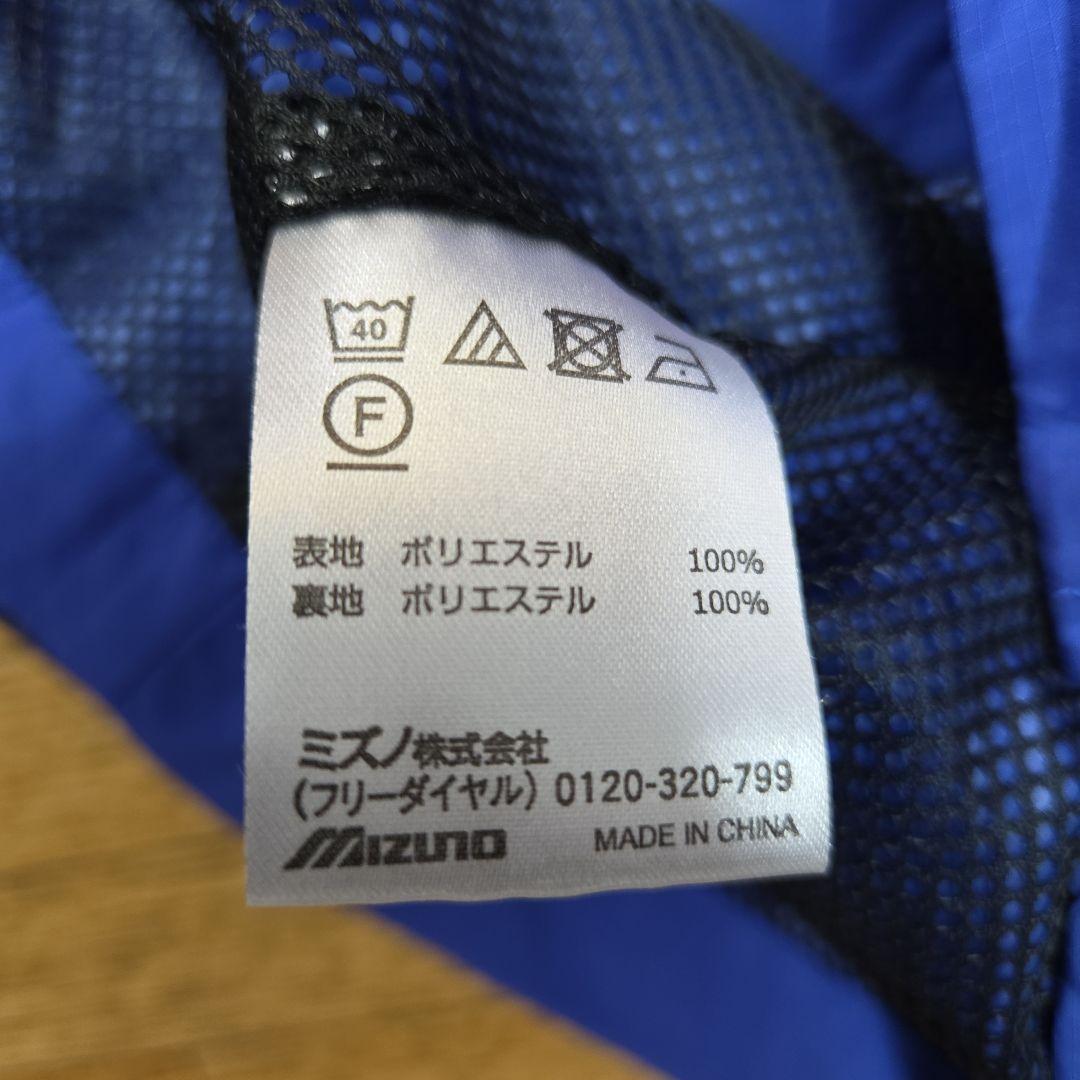 40
F
表地 ポリエステル 100%
裏地 ポリエステル 100%
ミズノ株式会社
(フリーダイヤル) 0120-320-799
MIZUNO MADE IN CHINA